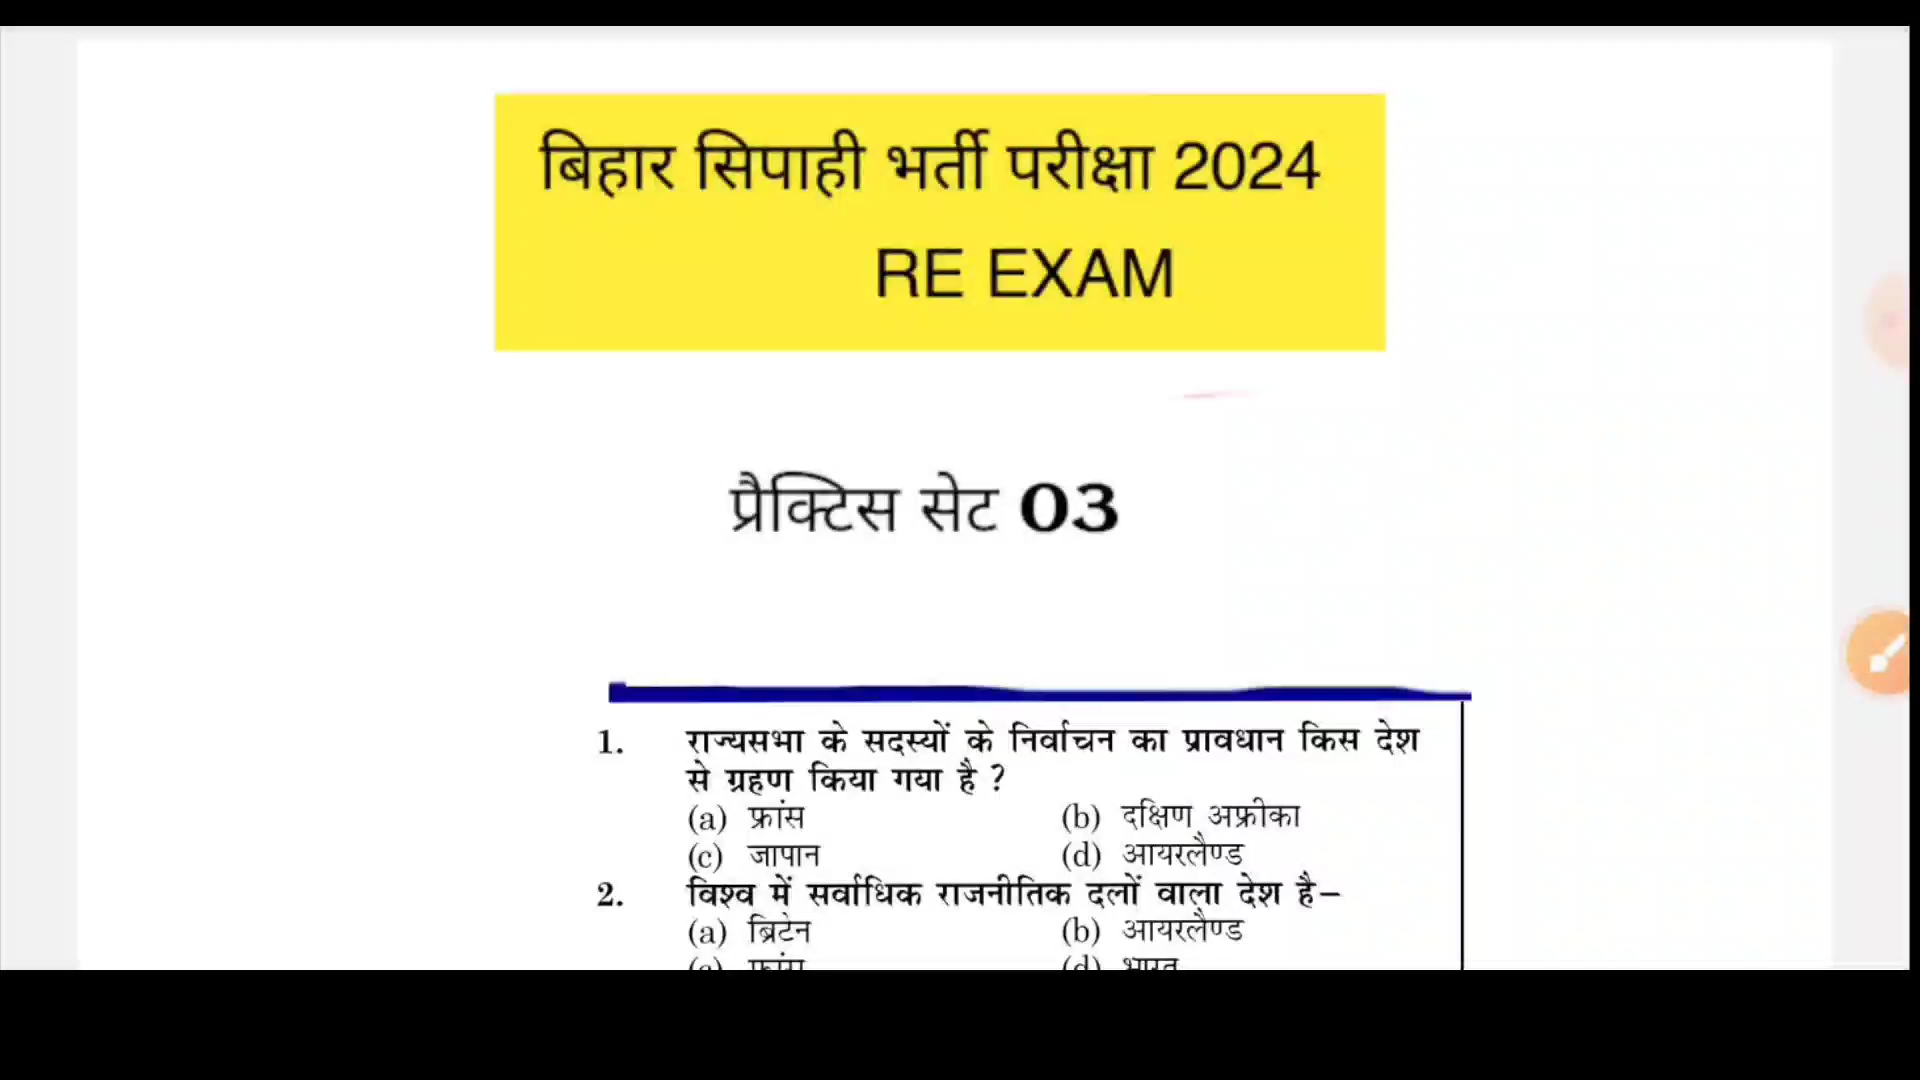 बिहार सिपाही भर्ती परीक्षा 2024
RE EXAM
प्रैक्टिस सेट 03
1. राज्यसभा के सदस्यों के निर्वाचन का प्रावधान किस देश
से ग्रहण किया गया है ?
(a) फ्रांस (b) दक्षिण अफ्रीका
(c) जापान (d) आयरलैण्ड
2. विश्व में सर्वाधिक राजनीतिक दलों वाला देश है–
(a) ब्रिटेन (b) आयरलैण्ड
(c) फ्रांस (d) भारत